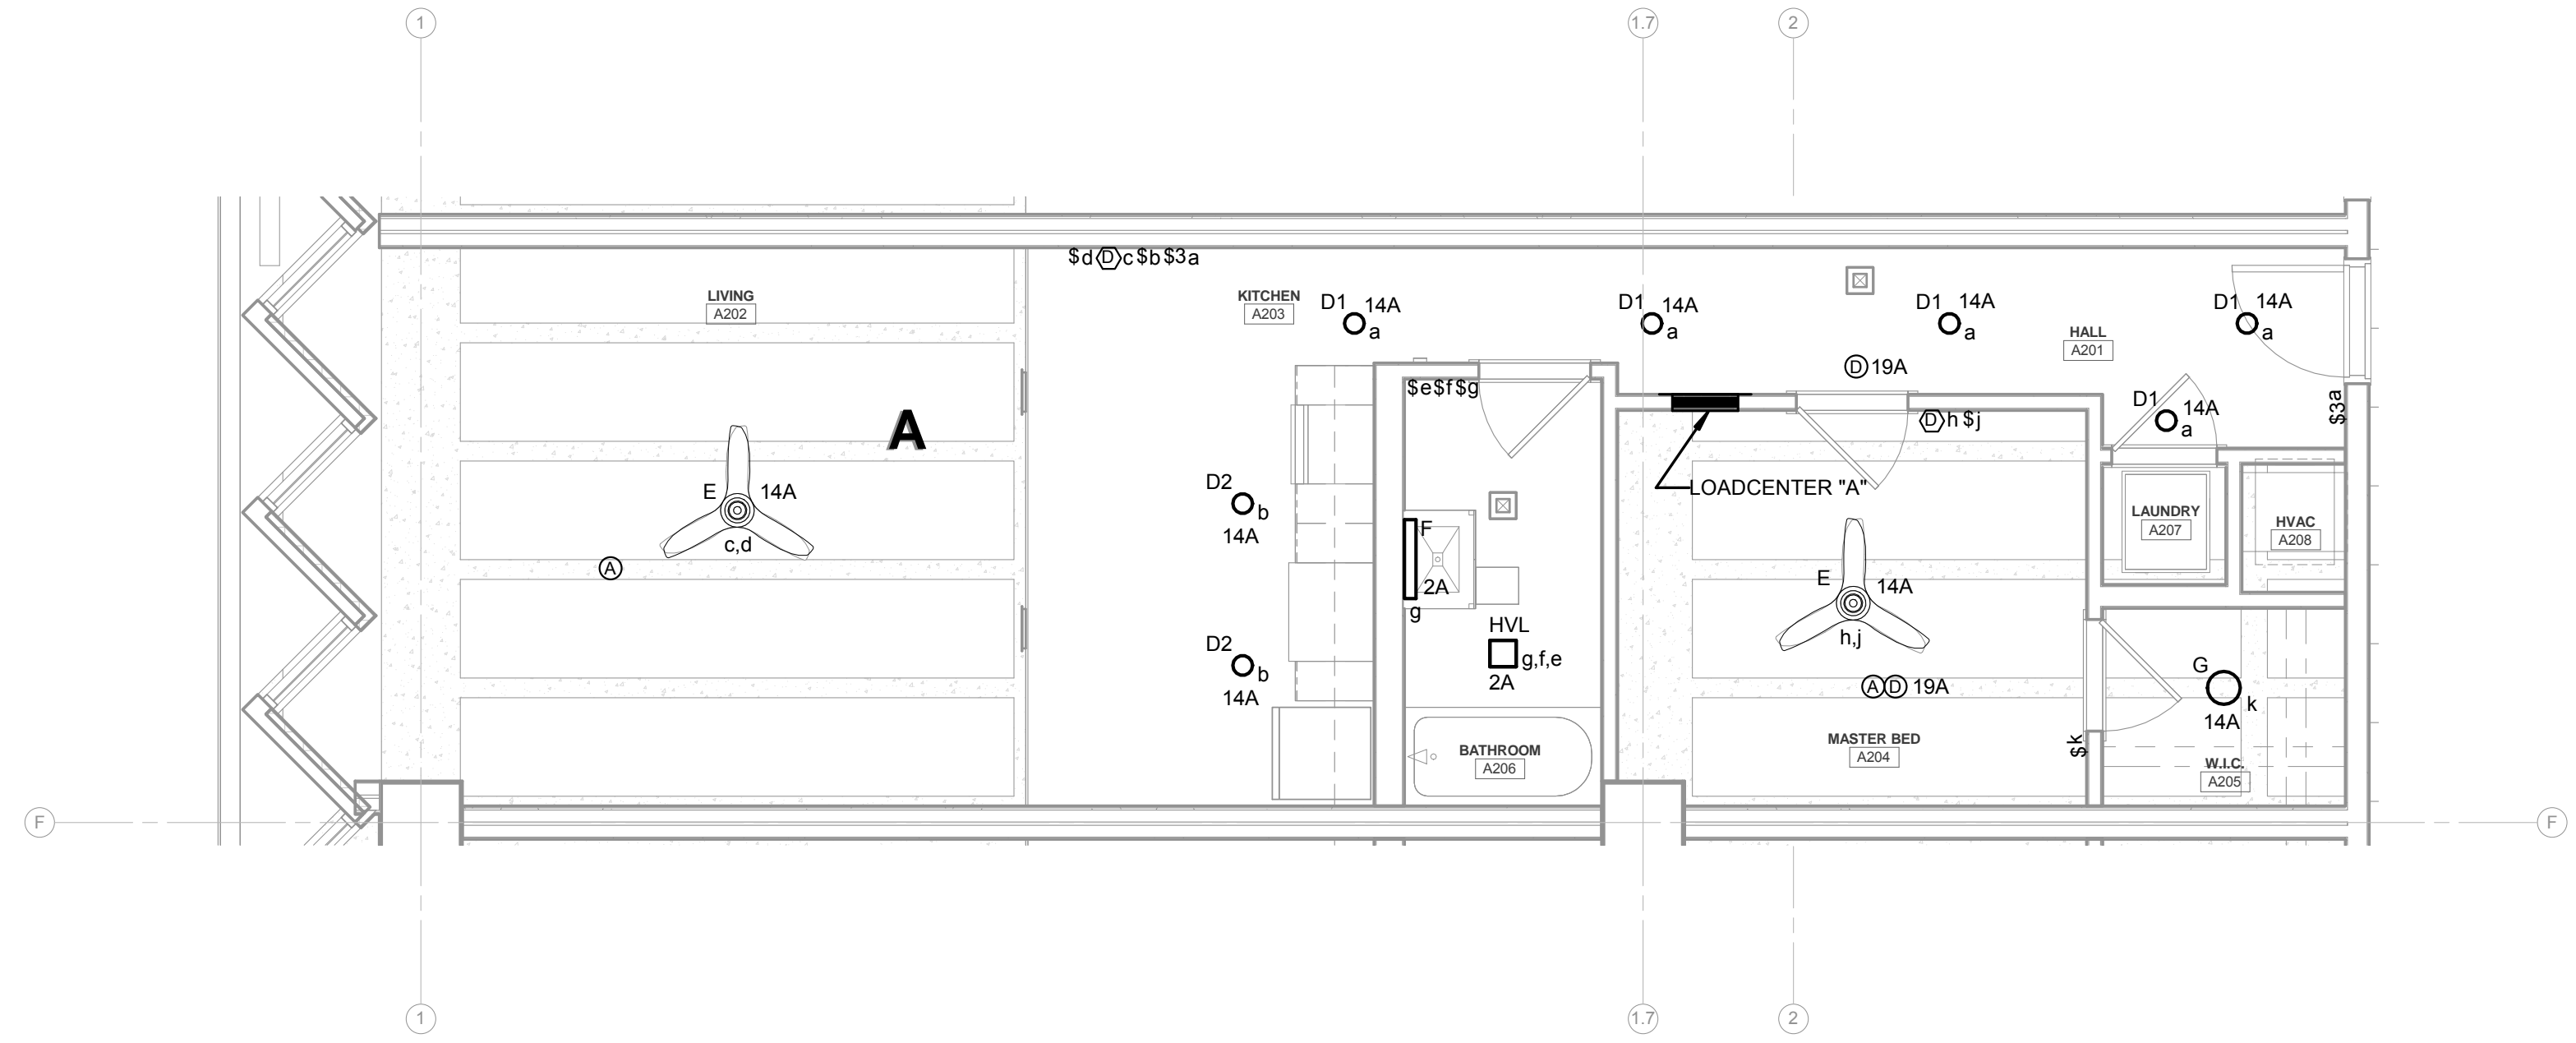 1
1.7
2
$d D c $b $3a
LIVING
A202
KITCHEN
A203
D1 14A
a
D1 14A
a
D1 14A
a
D1 14A
a
HALL
A201
D 19A
$e$f$g
D h $j
D1 14A
a
$3a
A
E 14A
c,d
A
D2
b
14A
LOADCENTER "A"
LAUNDRY
A207
HVAC
A208
F
2A
g
E 14A
h,j
HVL
g,f,e
2A
D2
b
14A
A D 19A
G
k
14A
$k
BATHROOM
A206
MASTER BED
A204
W.I.C.
A205
F
F
1
1.7
2